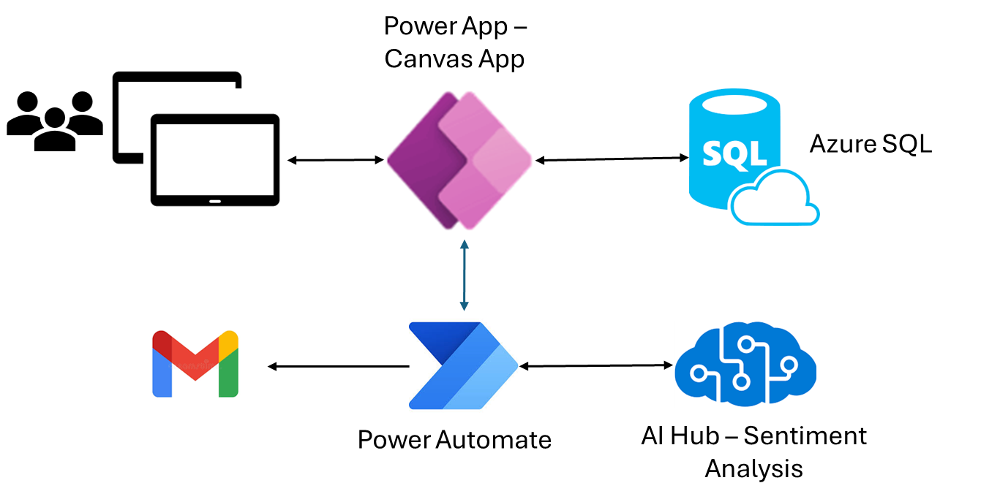 Power App –
Canvas App
SQL
Azure SQL
Power Automate
AI Hub – Sentiment
Analysis